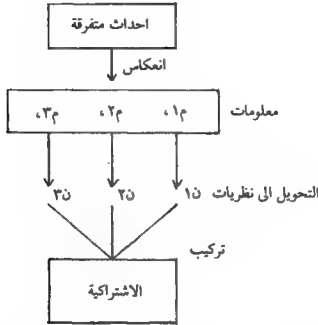 احداث متفرقة
انعكاس
معلومات م١، م٢، م٣،
التحويل الى نظريات ن١ ن٢ ن٣
تركيب
الاشتراكية